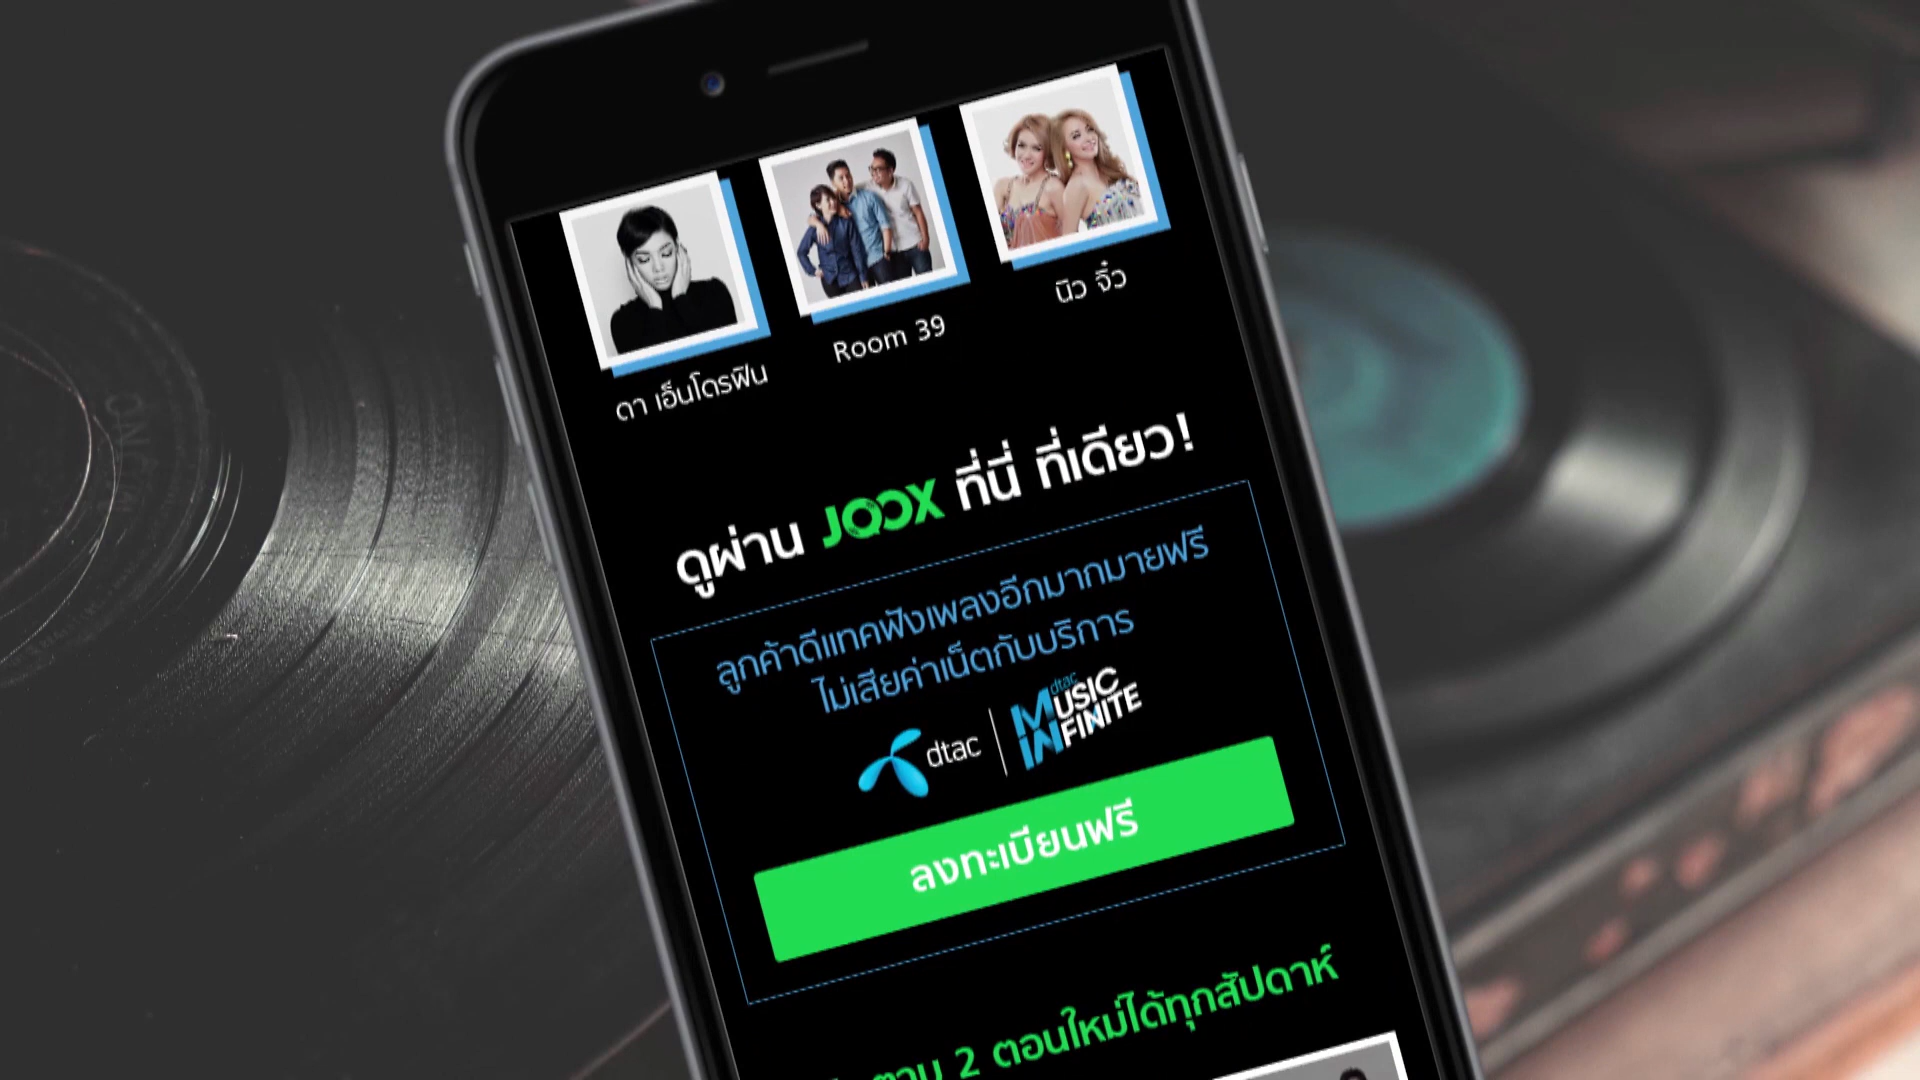 ดา เอ็นโดรฟิน
Room 39
นิว จิ๋ว
ดูผ่าน JOOX ที่นี่ ที่เดียว!
ลูกค้าดีแทคฟังเพลงอีกมากมายฟรี
ไม่เสียค่าเน็ตกับบริการ
dtac
dtac
MUSIC
INFINITE
ลงทะเบียนฟรี
2 ตอนใหม่ได้ทุกสัปดาห์